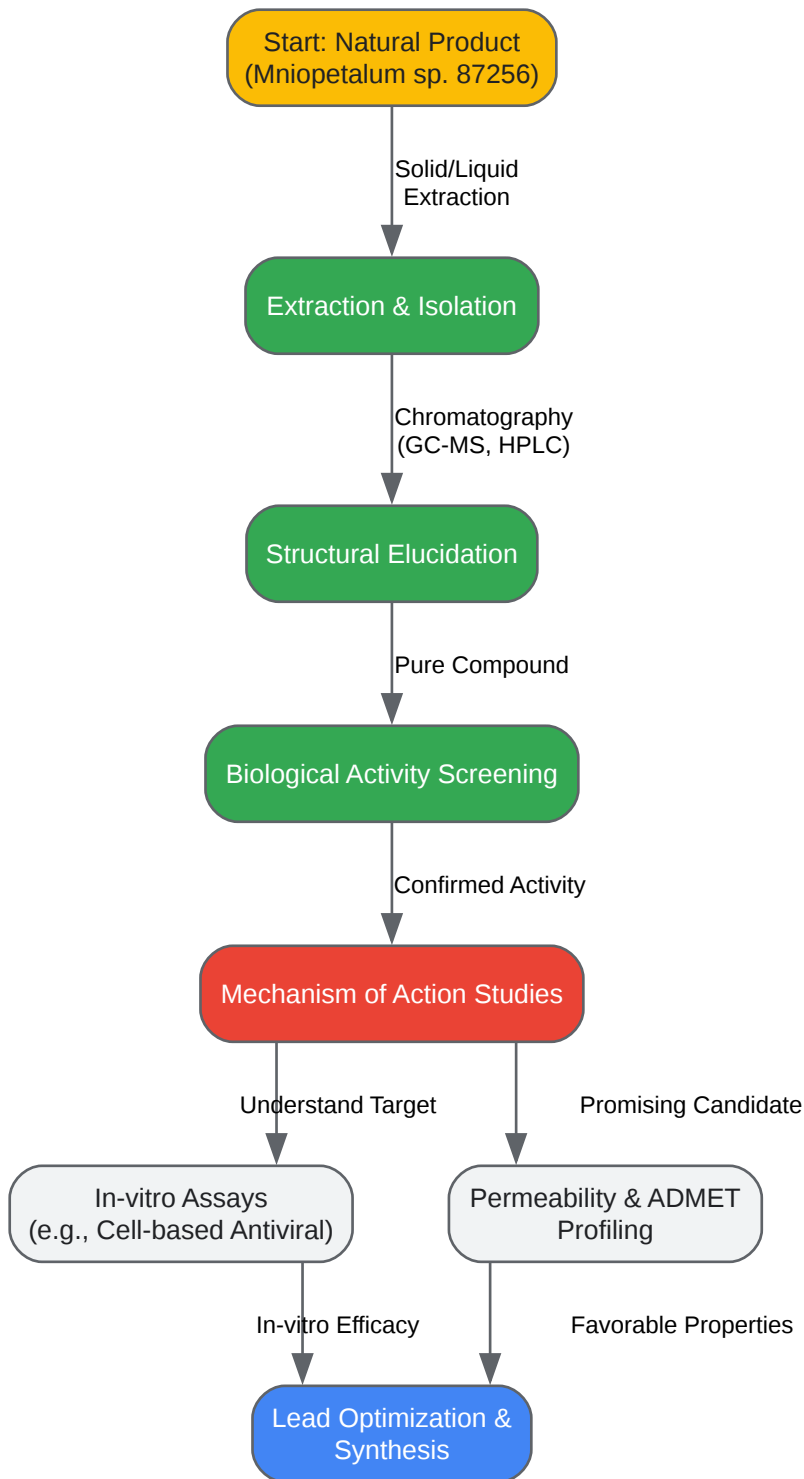 Start: Natural Product
(Mniopetalum sp. 87256)
Solid/Liquid
Extraction
Extraction & Isolation
Chromatography
(GC-MS, HPLC)
Structural Elucidation
Pure Compound
Biological Activity Screening
Confirmed Activity
Mechanism of Action Studies
Understand Target
Promising Candidate
In-vitro Assays
(e.g., Cell-based Antiviral)
Permeability & ADMET
Profiling
In-vitro Efficacy
Favorable Properties
Lead Optimization &
Synthesis